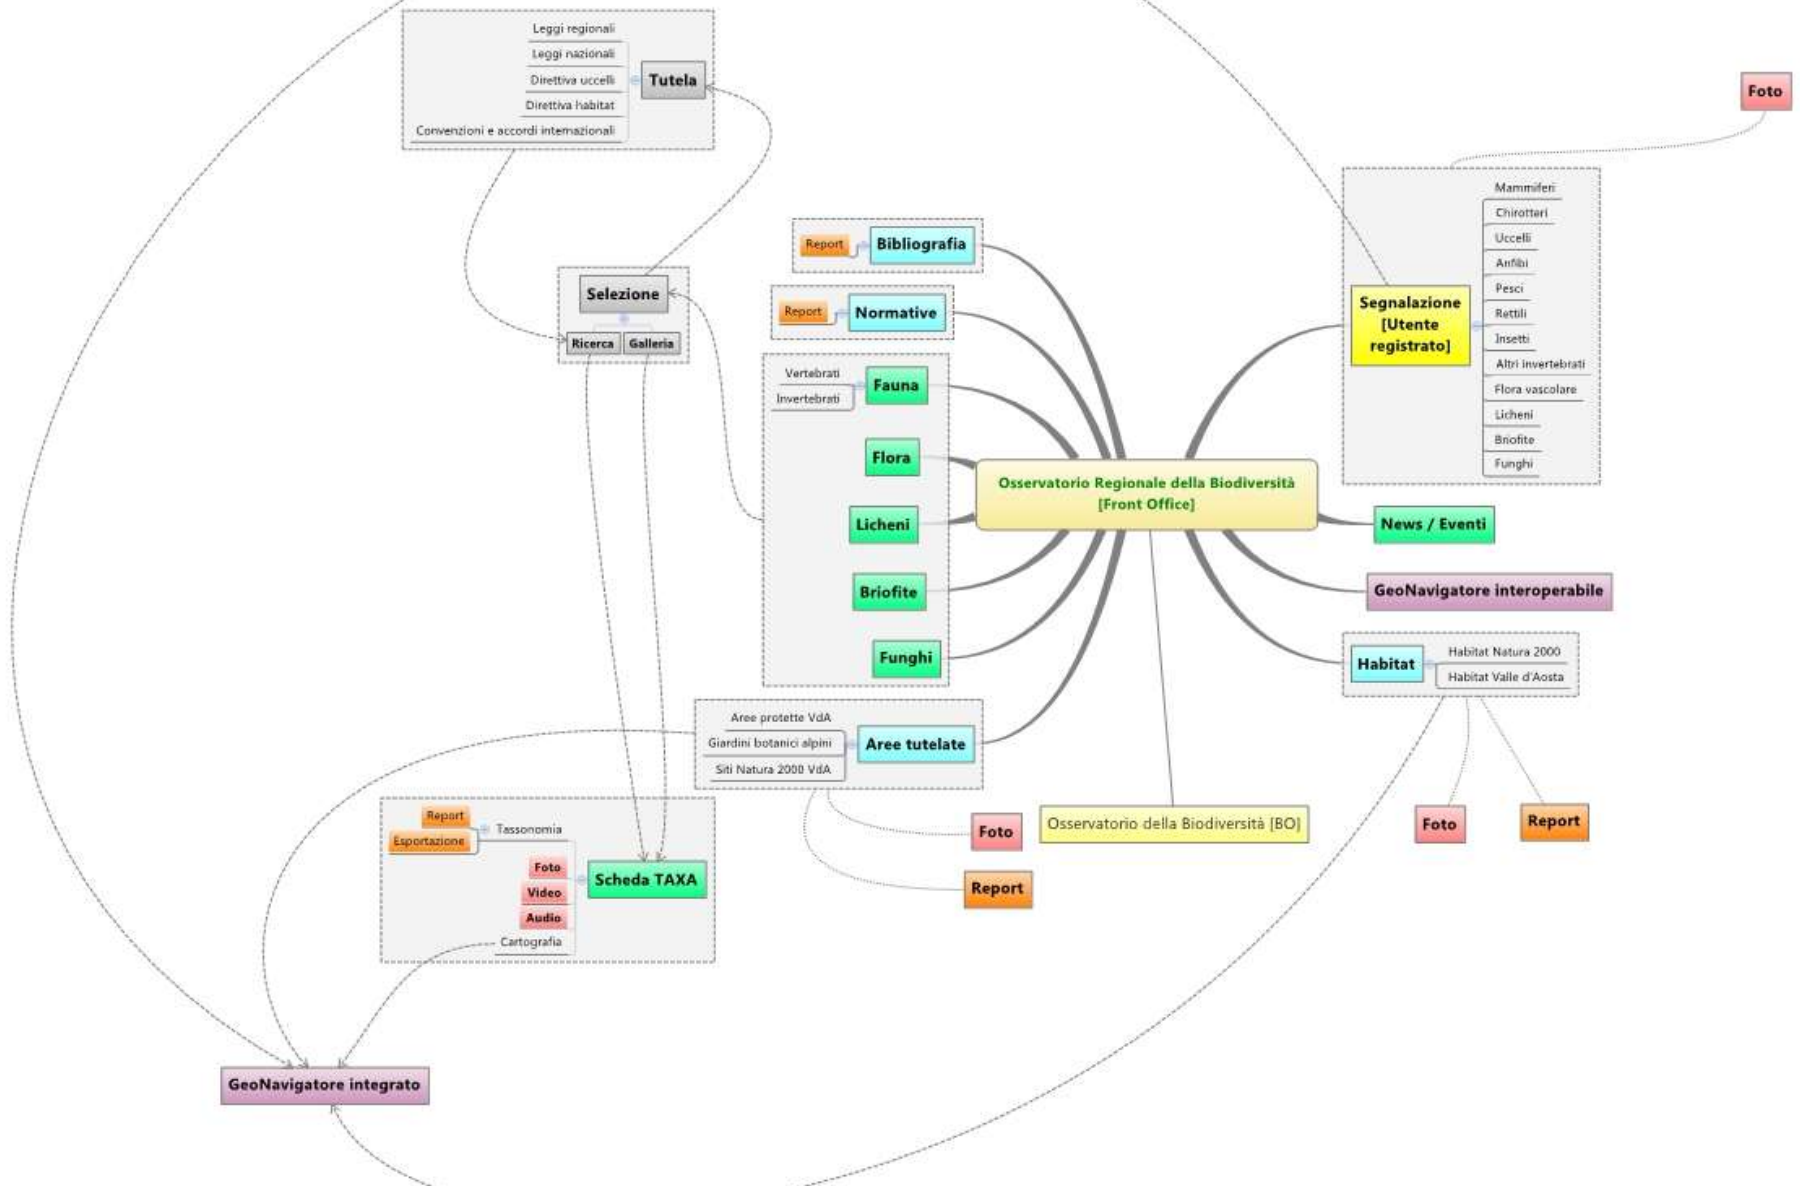 Leggi regionali
Leggi nazionali
Direttiva uccelli
Direttiva habitat
Convenzioni e accordi internazionali
Tutela
Foto
Selezione
Ricerca
Galleria
Report
Bibliografia
Report
Normative
Vertebrati
Invertebrati
Fauna
Flora
Licheni
Briofite
Funghi
Osservatorio Regionale della Biodiversità
[Front Office]
Segnalazione
[Utente
registrato]
Mammiferi
Chirotteri
Uccelli
Anfibi
Pesci
Rettili
Insetti
Altri invertebrati
Flora vascolare
Licheni
Briofite
Funghi
News / Eventi
GeoNavigatore interoperabile
Habitat
Habitat Natura 2000
Habitat Valle d'Aosta
Foto
Report
Aree protette VdA
Giardini botanici alpini
Siti Natura 2000 VdA
Aree tutelate
Foto
Report
Osservatorio della Biodiversità [BO]
Report
Esportazione
Tassonomia
Foto
Video
Audio
Cartografia
Scheda TAXA
GeoNavigatore integrato